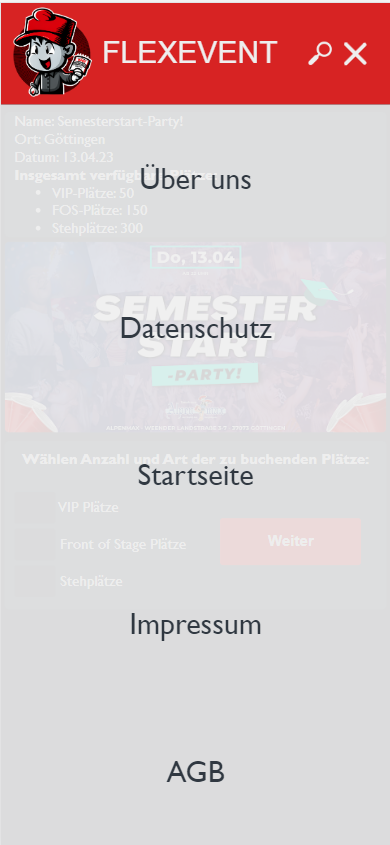 FLEXEVENT
Name: Semesterstart-Party!
Ort: Göttingen
Datum: 13.04.23
Insgesamt verfügbare
Über uns
VIP-Plätze: 50
FOS-Plätze: 150
Stehplätze: 300
Do, 13.04
SEMESTER
Datenschutz
START
-PARTY!
Wählen Anzahl und Art der zu buchenden Plätze:
Startseite
VIP Plätze
Front of Stage Plätze
Weiter
Stehplätze
Impressum
AGB